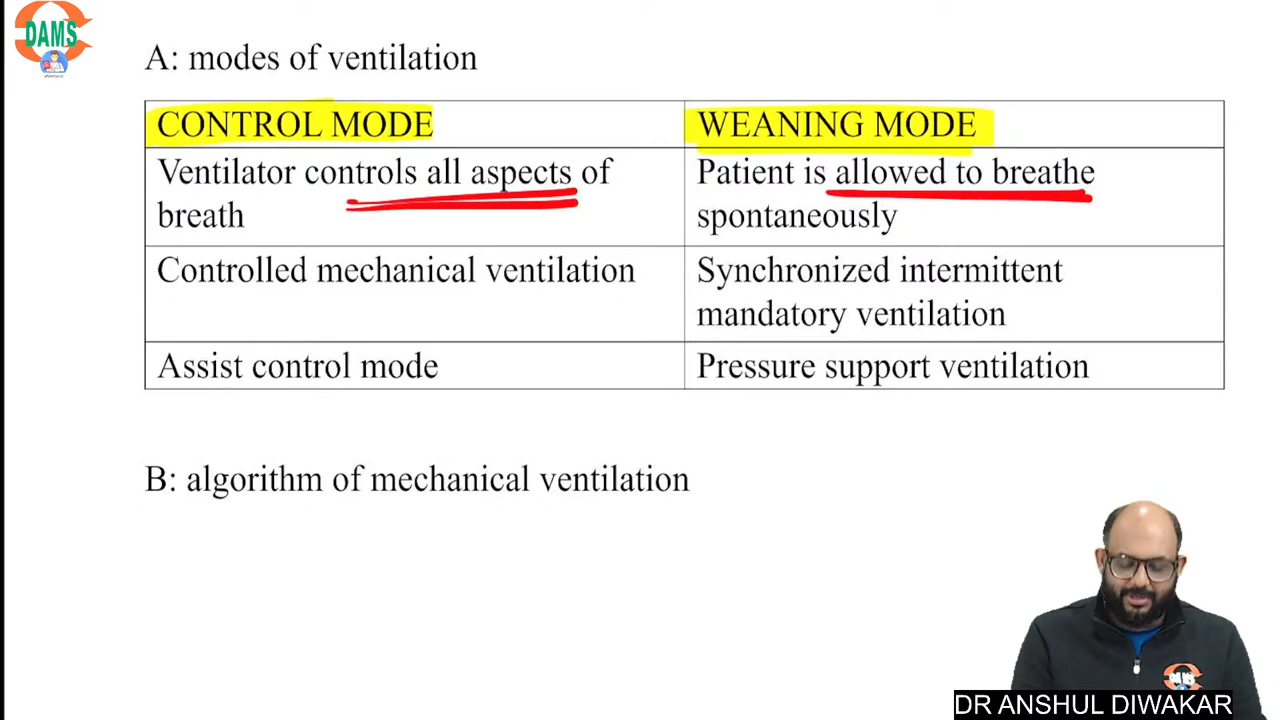 DAMS
A: modes of ventilation
CONTROL MODE
WEANING MODE
Ventilator controls all aspects of
breath
Patient is allowed to breathe
spontaneously
Controlled mechanical ventilation
Synchronized intermittent
mandatory ventilation
Assist control mode
Pressure support ventilation
B: algorithm of mechanical ventilation
DAMS
DR ANSHUL DIWAKAR